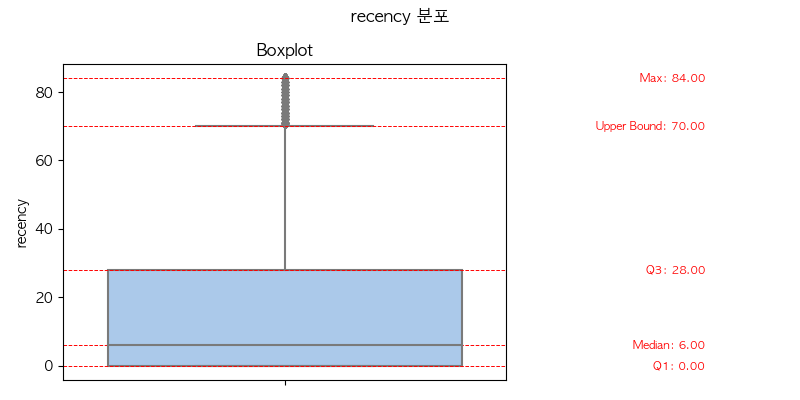 recency 분포
Boxplot
recency
80
60
40
20
0
Max: 84.00
Upper Bound: 70.00
Q3: 28.00
Median: 6.00
Q1: 0.00